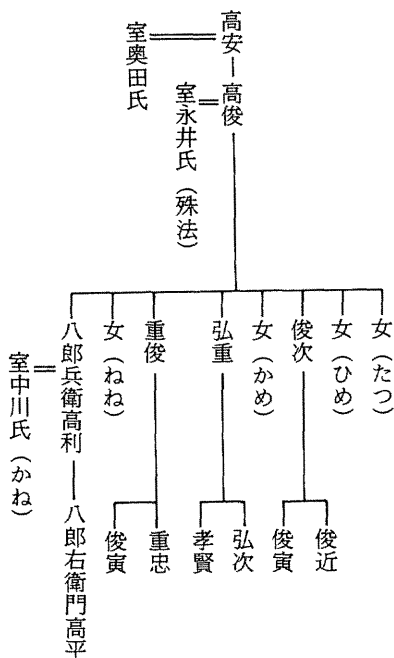 高安
室奥田氏
高俊
室永井氏（殊法）
女（たつ）
女（ひめ）
俊次
女（かめ）
弘重
重俊
女（ねね）
八郎兵衛高利
室中川氏（かね）
俊近
俊寅
弘次
孝賢
重忠
俊寅
八郎右衛門高平